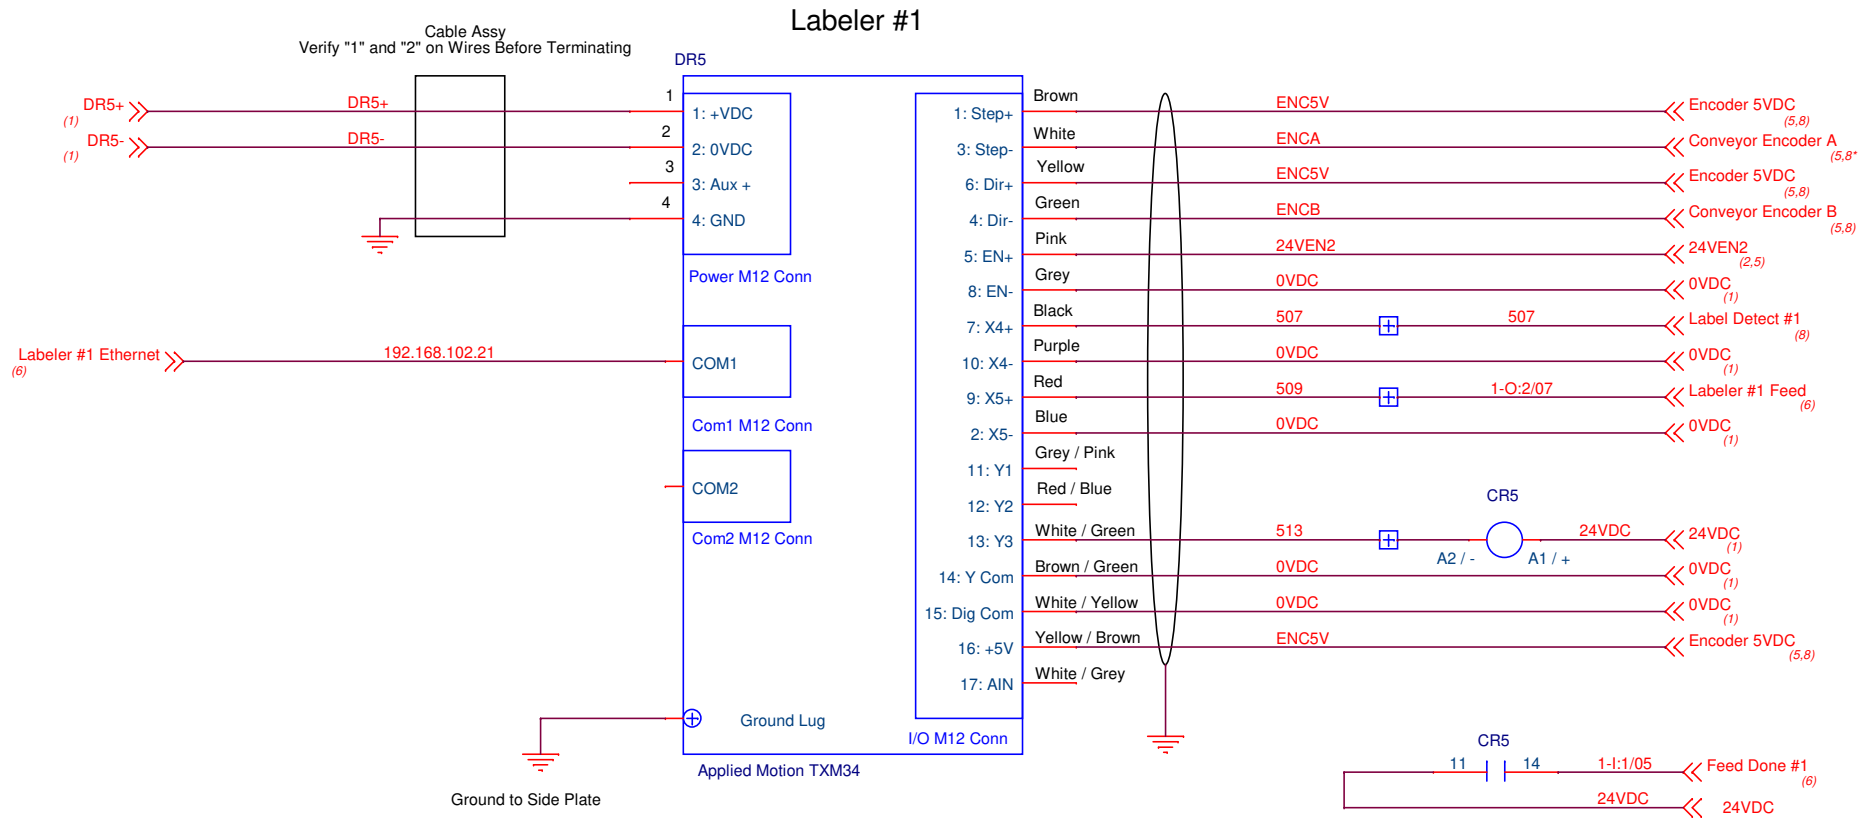 Labeler #1
Cable Assy
Verify "1" and "2" on Wires Before Terminating
DR5
DR5+
(1)
DR5+
1
1: +VDC
DR5-
(1)
DR5-
2
2: 0VDC
3
3: Aux +
4
4: GND
Power M12 Conn
Labeler #1 Ethernet
(6)
192.168.102.21
COM1
Com1 M12 Conn
COM2
Com2 M12 Conn
Ground Lug
I/O M12 Conn
Applied Motion TXM34
Ground to Side Plate
1: Step+ Brown ENC5V Encoder 5VDC
(5,8)
3: Step- White ENCA Conveyor Encoder A
(5,8*
6: Dir+ Yellow ENC5V Encoder 5VDC
(5,8)
4: Dir- Green ENCB Conveyor Encoder B
(5,8)
5: EN+ Pink 24VEN2 24VEN2
(2,5)
8: EN- Grey 0VDC 0VDC
(1)
7: X4+ Black 507 507 Label Detect #1
(8)
10: X4- Purple 0VDC 0VDC
(1)
9: X5+ Red 509 1-O:2/07 Labeler #1 Feed
(6)
2: X5- Blue 0VDC 0VDC
(1)
11: Y1 Grey / Pink
12: Y2 Red / Blue
CR5
13: Y3 White / Green 513 A2 / - A1 / + 24VDC 24VDC
(1)
14: Y Com Brown / Green 0VDC 0VDC
(1)
15: Dig Com White / Yellow 0VDC 0VDC
(1)
16: +5V Yellow / Brown ENC5V Encoder 5VDC
(5,8)
17: AIN White / Grey
CR5
11 14 1-I:1/05 Feed Done #1
(6)
24VDC 24VDC